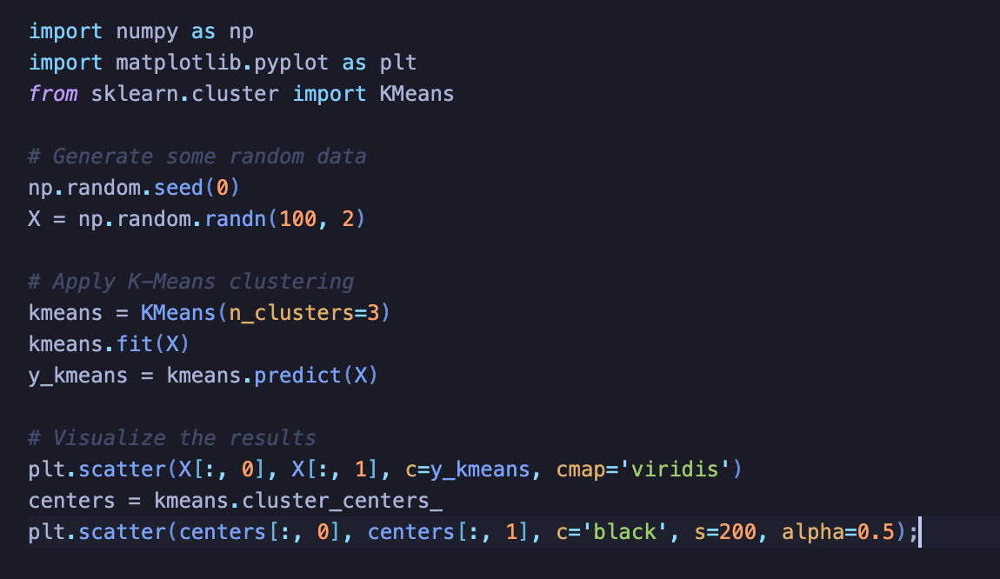 import numpy as np
import matplotlib.pyplot as plt
from sklearn.cluster import KMeans
# Generate some random data
np.random.seed(0)
X = np.random.randn(100, 2)
# Apply K-Means clustering
kmeans = KMeans(n_clusters=3)
kmeans.fit(X)
y_kmeans = kmeans.predict(X)
# Visualize the results
plt.scatter(X[:, 0], X[:, 1], c=y_kmeans, cmap='viridis')
centers = kmeans.cluster_centers_
plt.scatter(centers[:, 0], centers[:, 1], c='black', s=200, alpha=0.5);